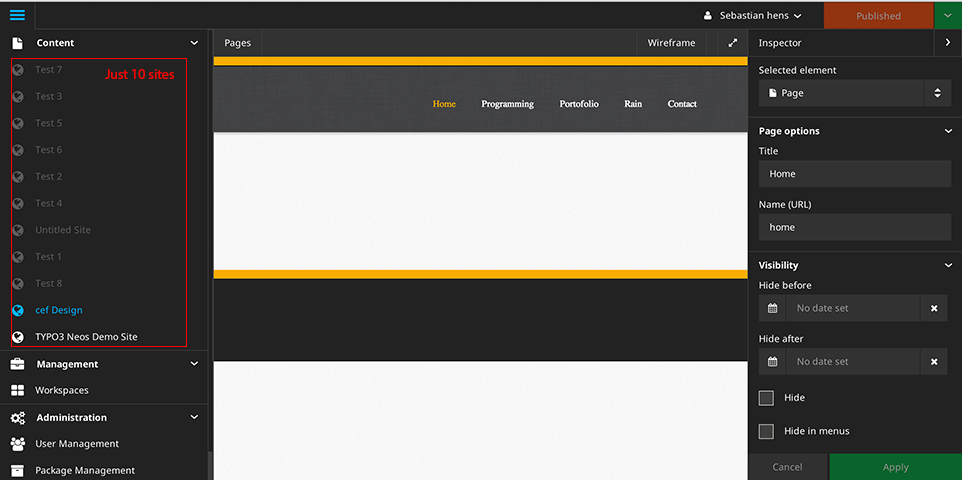 Sebastian hens
Published
Content
Pages
Wireframe
Inspector
Just 10 sites
Test 7
Test 3
Test 5
Test 6
Test 2
Test 4
Untitled Site
Test 1
Test 8
cef Design
TYPO3 Neos Demo Site
Management
Workspaces
Administration
User Management
Package Management
Home Programming Portofolio Rain Contact
Selected element
Page
Page options
Title
Home
Name (URL)
home
Visibility
Hide before
No date set
Hide after
No date set
Hide
Hide in menus
Cancel
Apply